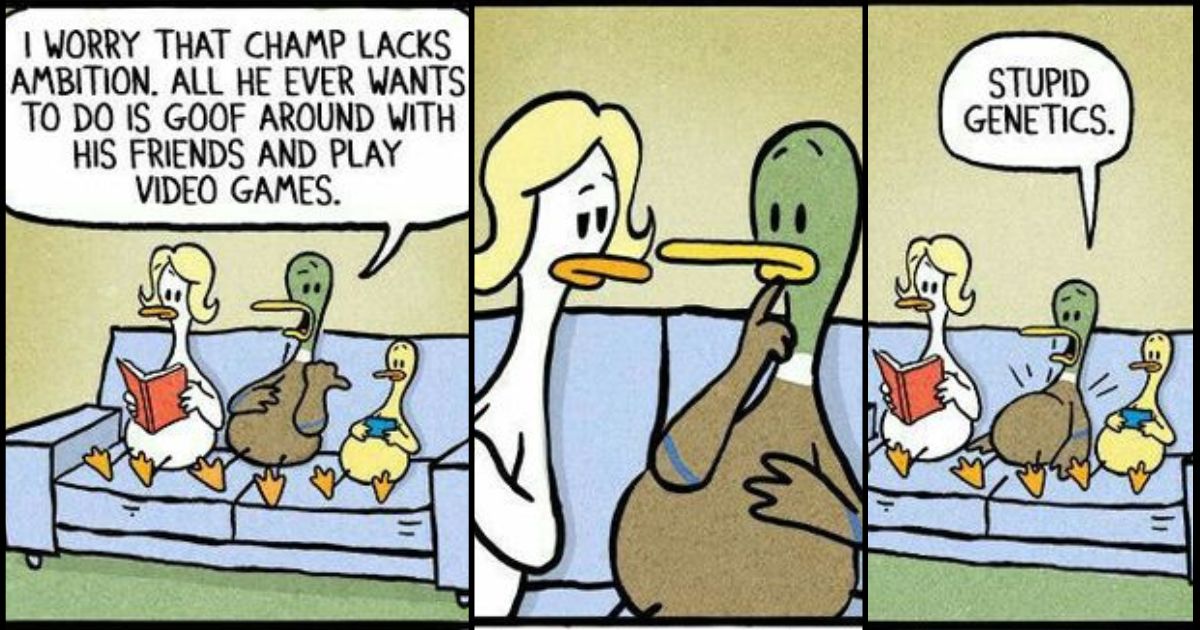 I WORRY THAT CHAMP LACKS
AMBITION. ALL HE EVER WANTS
TO DO IS GOOF AROUND WITH
HIS FRIENDS AND PLAY
VIDEO GAMES.
STUPID
GENETICS.